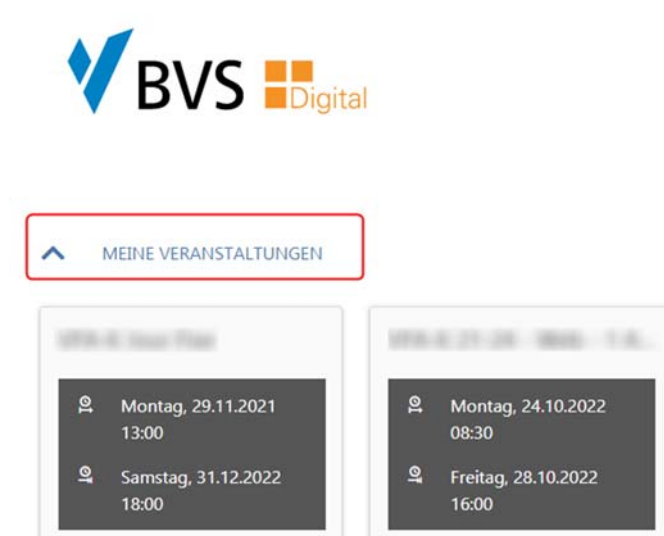 BVS Digital
MEINE VERANSTALTUNGEN
Montag, 29.11.2021
13:00
Samstag, 31.12.2022
18:00
Montag, 24.10.2022
08:30
Freitag, 28.10.2022
16:00